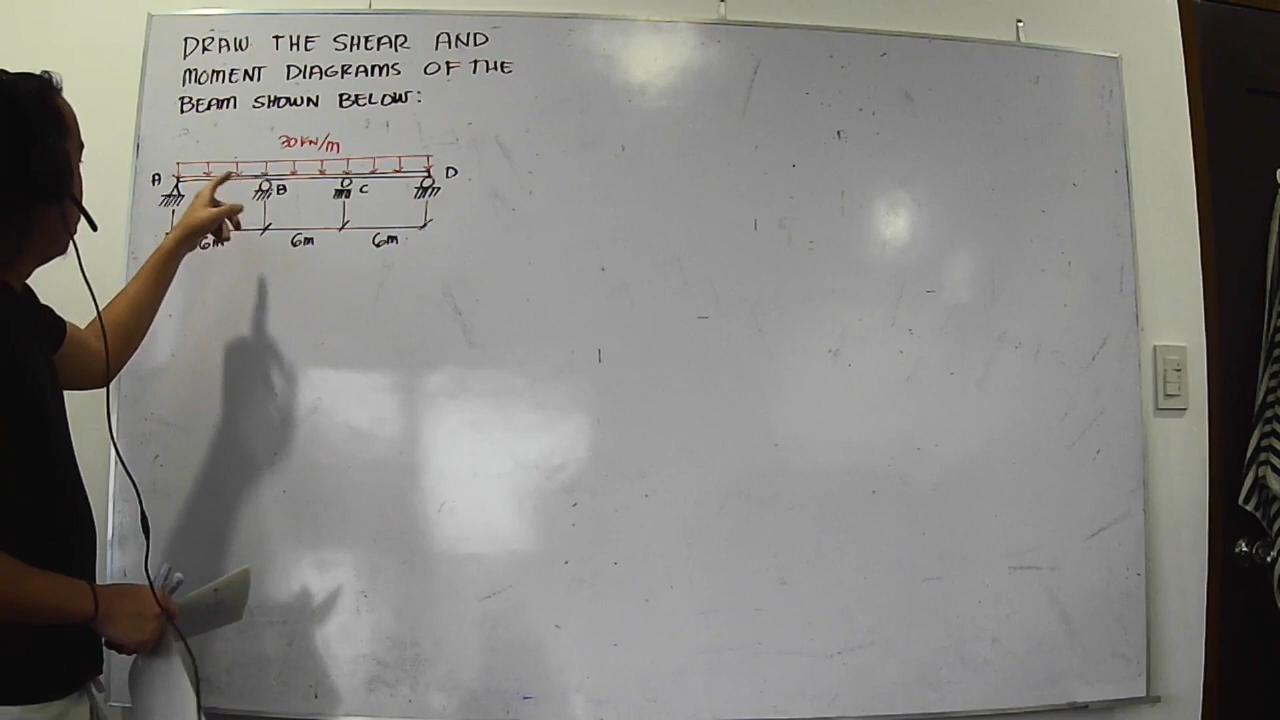 DRAW THE SHEAR AND
MOMENT DIAGRAMS OF THE
BEAM SHOWN BELOW:
30 KN/m
A B C D
6m 6m 6m